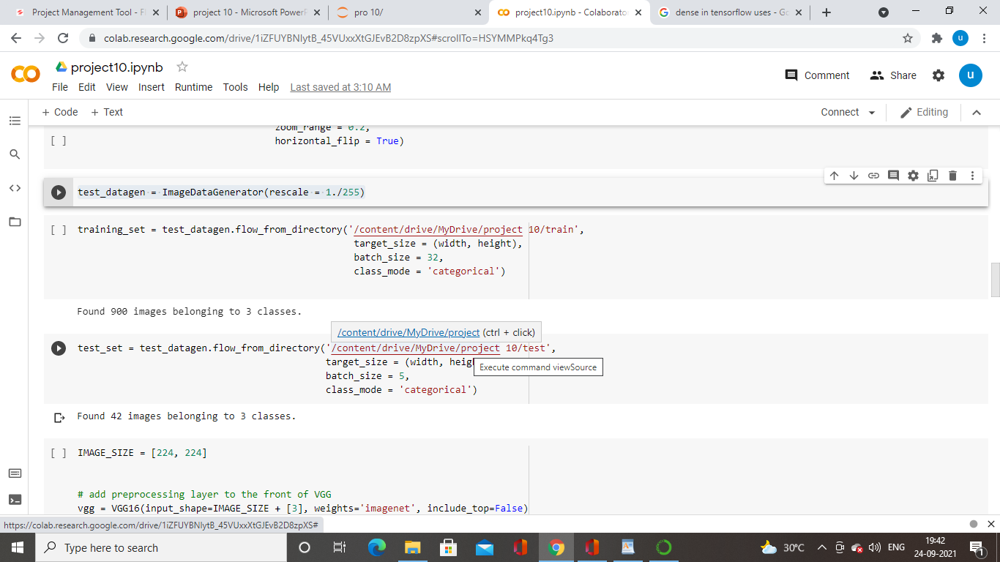 Project Management Tool - Fl
project 10 - Microsoft PowerP
pro 10/
project10.ipynb - Colaborato
dense in tensorflow uses - Go
colab.research.google.com/drive/1iZFUYBNlytB_45VUxxXtGJEvB2D8zpXS#scrollTo=HSYMMPkq4Tg3
u
project10.ipynb
Comment
Share
u
File Edit View Insert Runtime Tools Help Last saved at 3:10 AM
+ Code + Text
Connect
Editing
zoom_range = 0.2,
[ ] horizontal_flip = True)
test_datagen = ImageDataGenerator(rescale = 1./255)
[ ] training_set = test_datagen.flow_from_directory('/content/drive/MyDrive/project 10/train',
target_size = (width, height),
batch_size = 32,
class_mode = 'categorical')
Found 900 images belonging to 3 classes.
/content/drive/MyDrive/project (ctrl + click)
test_set = test_datagen.flow_from_directory('/content/drive/MyDrive/project 10/test',
target_size = (width, heigh
Execute command viewSource
batch_size = 5,
class_mode = 'categorical')
Found 42 images belonging to 3 classes.
[ ] IMAGE_SIZE = [224, 224]
# add preprocessing layer to the front of VGG
vgg = VGG16(input_shape=IMAGE_SIZE + [3], weights='imagenet', include_top=False)
https://colab.research.google.com/drive/1iZFUYBNlytB_45VUxxXtGJEvB2D8zpXS#
Type here to search
30°C
ENG
19:42
24-09-2021
1